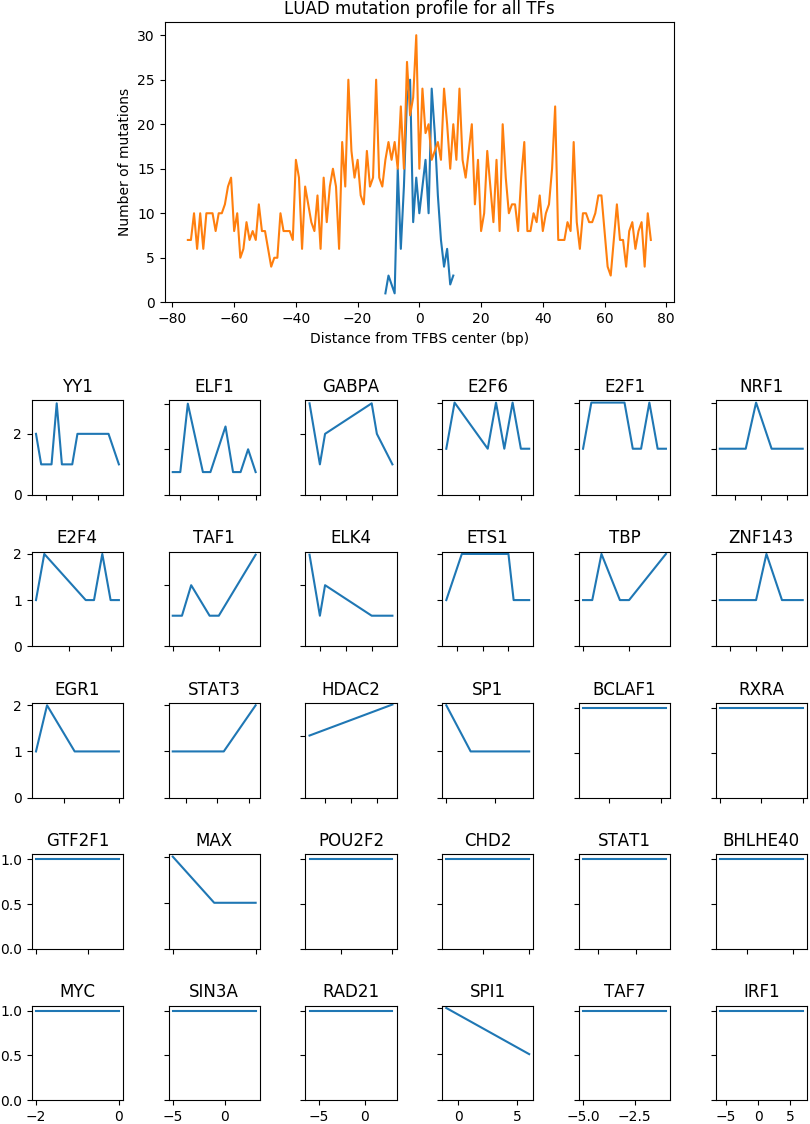 LUAD mutation profile for all TFs
Number of mutations
30
25
20
15
10
5
0
−80 −60 −40 −20 0 20 40 60 80
Distance from TFBS center (bp)
YY1 ELF1 GABPA E2F6 E2F1 NRF1
2
0
E2F4 TAF1 ELK4 ETS1 TBP ZNF143
2
1
0
EGR1 STAT3 HDAC2 SP1 BCLAF1 RXRA
2
1
0
GTF2F1 MAX POU2F2 CHD2 STAT1 BHLHE40
1.0
0.5
0.0
MYC SIN3A RAD21 SPI1 TAF7 IRF1
1.0
0.5
0.0
−2 0 −5 0 −5 0 0 5 −5.0 −2.5 −5 0 5